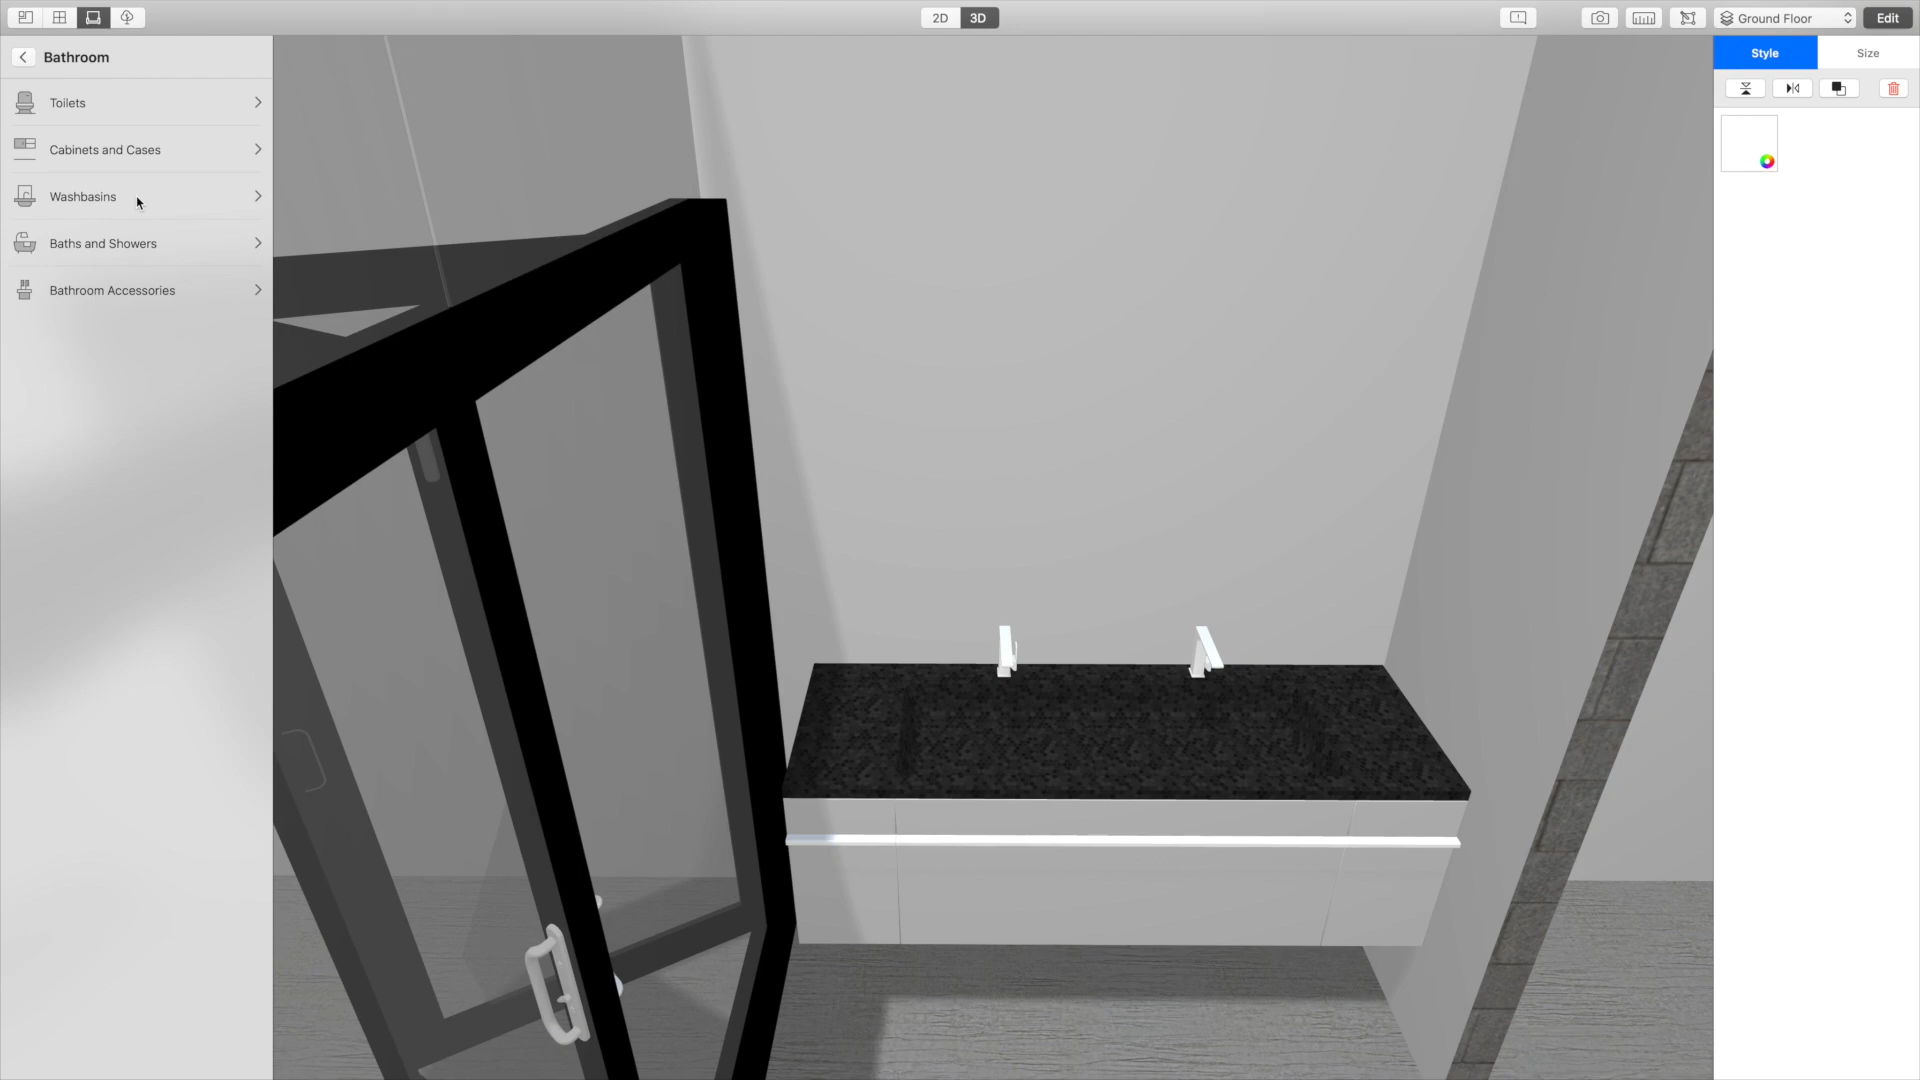 2D
3D
Ground Floor
Edit
Bathroom
Style
Size
Toilets
Cabinets and Cases
Washbasins
Baths and Showers
Bathroom Accessories